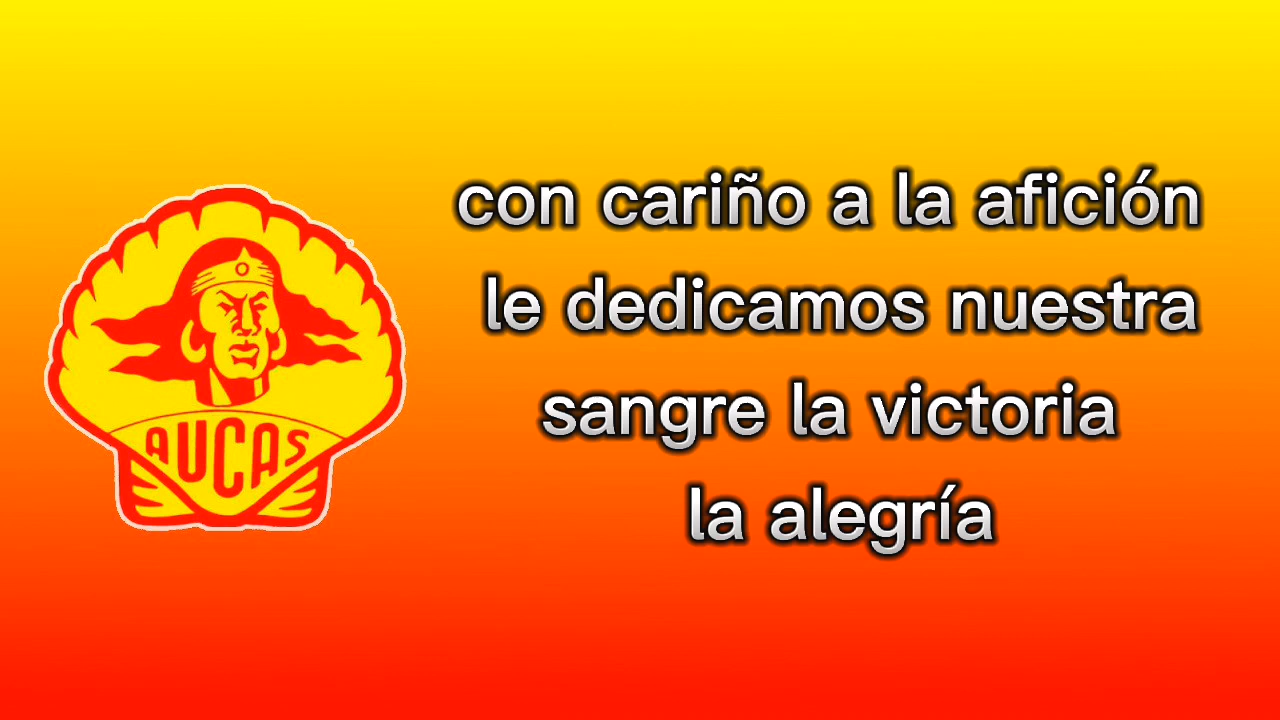 AUCAS
con cariño a la afición
le dedicamos nuestra
sangre la victoria
la alegría